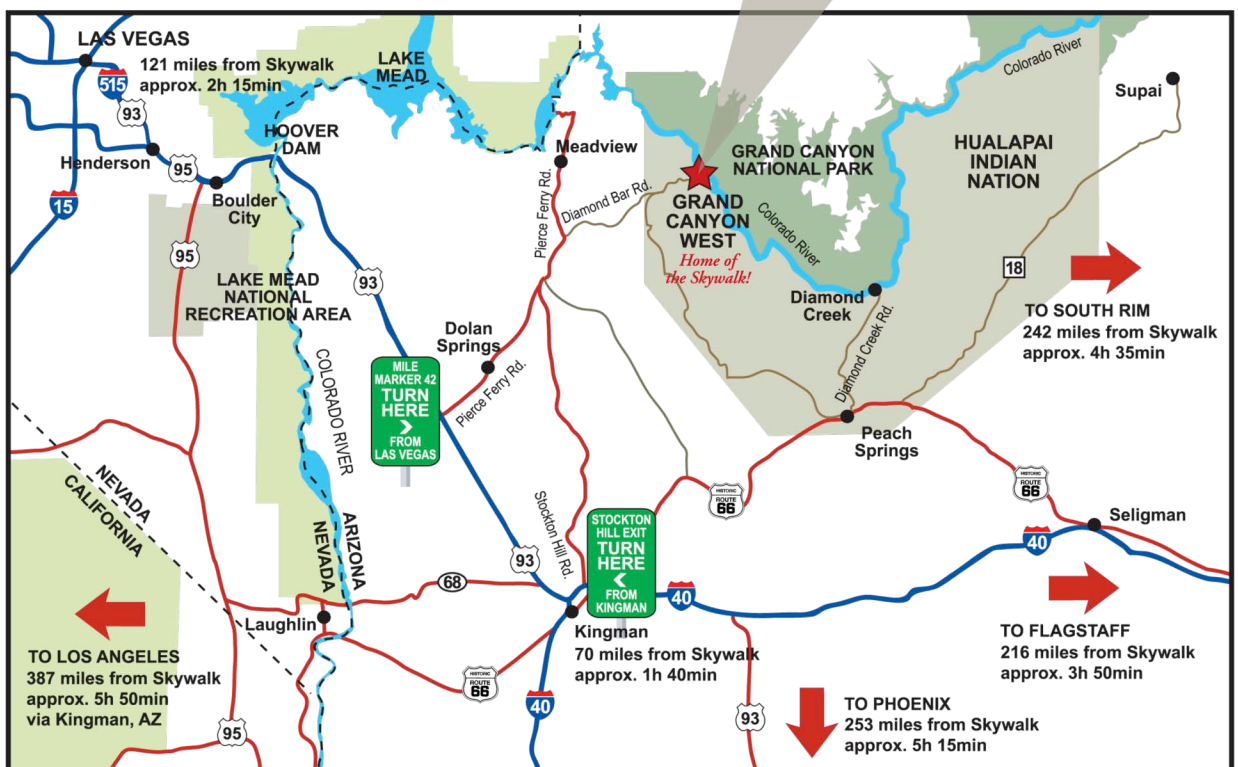 LAS VEGAS
121 miles from Skywalk
approx. 2h 15min
515
93
LAKE
MEAD
Colorado River
Supai
Henderson
95
HOOVER
DAM
Meadview
GRAND CANYON
NATIONAL PARK
HUALAPAI
INDIAN
NATION
15
Boulder
City
Pierce Ferry Rd.
Diamond Bar Rd.
GRAND
CANYON
WEST
Home of
the Skywalk!
Colorado River
95
93
LAKE MEAD
NATIONAL
RECREATION AREA
18
Diamond
Creek
TO SOUTH RIM
242 miles from Skywalk
approx. 4h 35min
Dolan
Springs
COLORADO RIVER
MILE
MARKER 42
TURN
HERE
>
FROM
LAS VEGAS
Pierce Ferry Rd.
Diamond Creek Rd.
Peach
Springs
NEVADA
CALIFORNIA
HISTORIC
ROUTE
66
HISTORIC
ROUTE
66
Seligman
ARIZONA
NEVADA
Stockton Hill Rd.
STOCKTON
HILL EXIT
TURN
HERE
<
FROM
KINGMAN
93
40
68
40
Laughlin
Kingman
70 miles from Skywalk
approx. 1h 40min
TO LOS ANGELES
387 miles from Skywalk
approx. 5h 50min
via Kingman, AZ
TO FLAGSTAFF
216 miles from Skywalk
approx. 3h 50min
HISTORIC
ROUTE
66
40
95
93
TO PHOENIX
253 miles from Skywalk
approx. 5h 15min